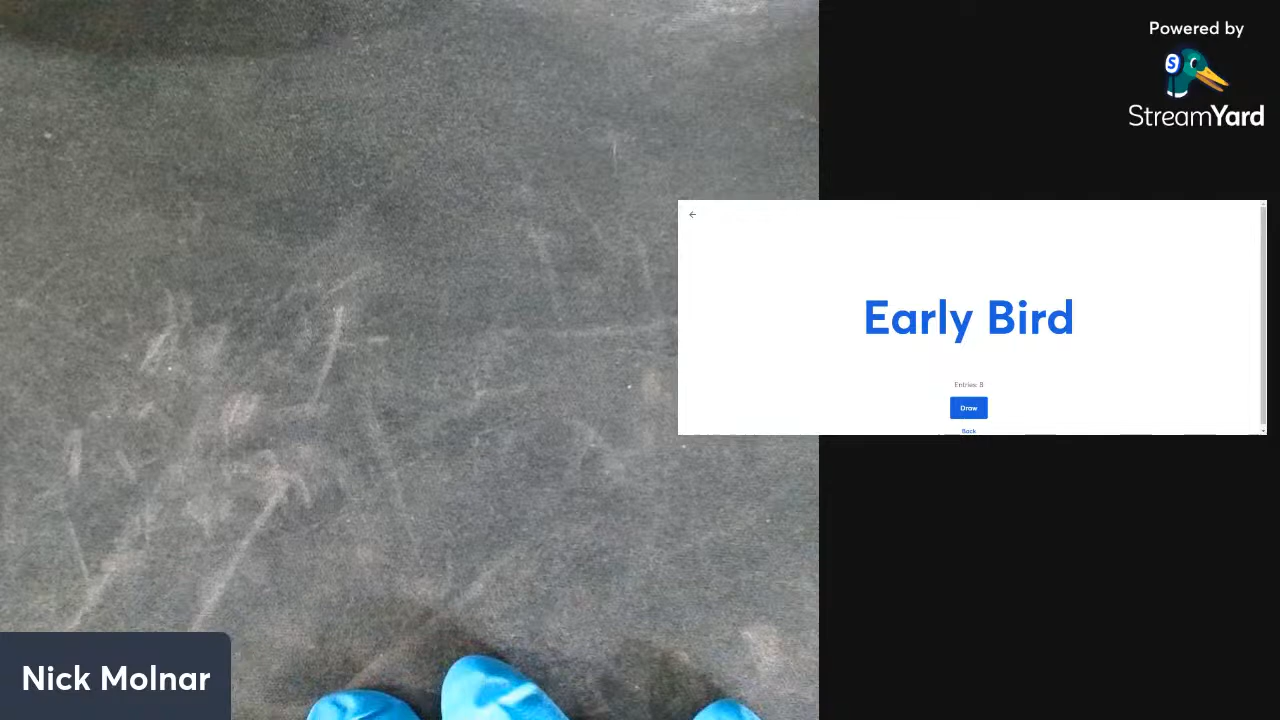 Powered by
S
StreamYard
←
Early Bird
Entries: 8
Draw
Back
Nick Molnar